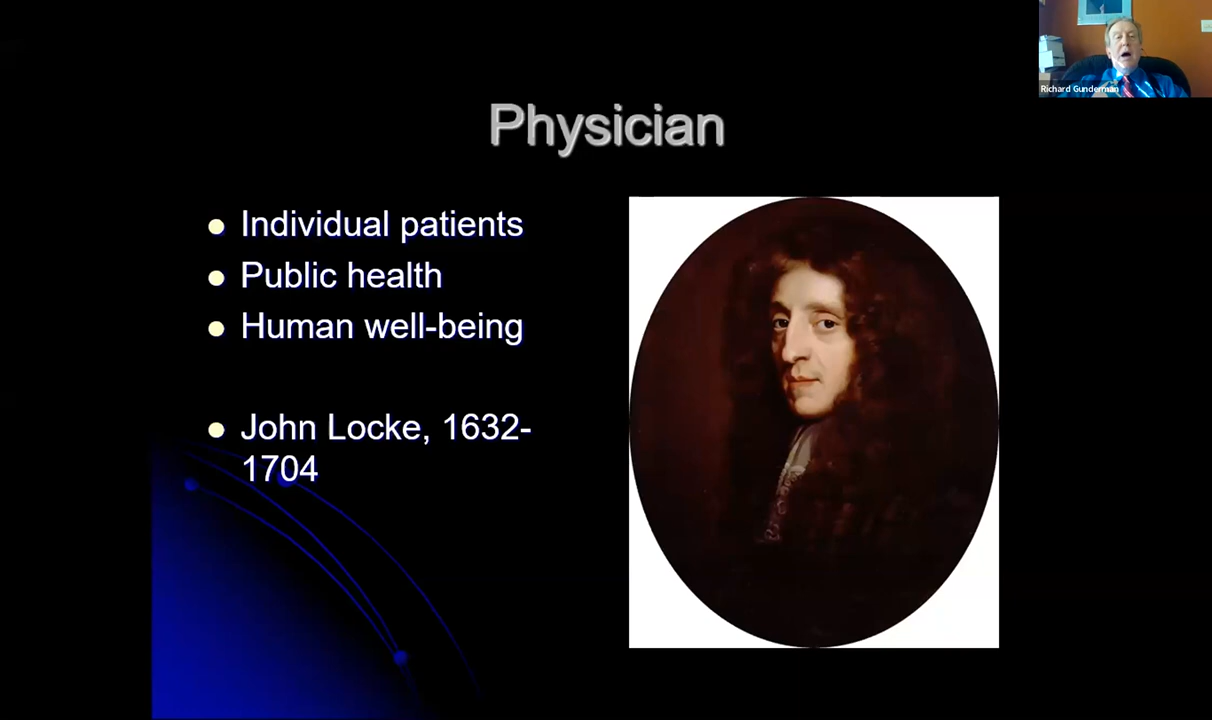 Richard Gunderman
Physician
Individual patients
Public health
Human well-being
John Locke, 1632-
1704